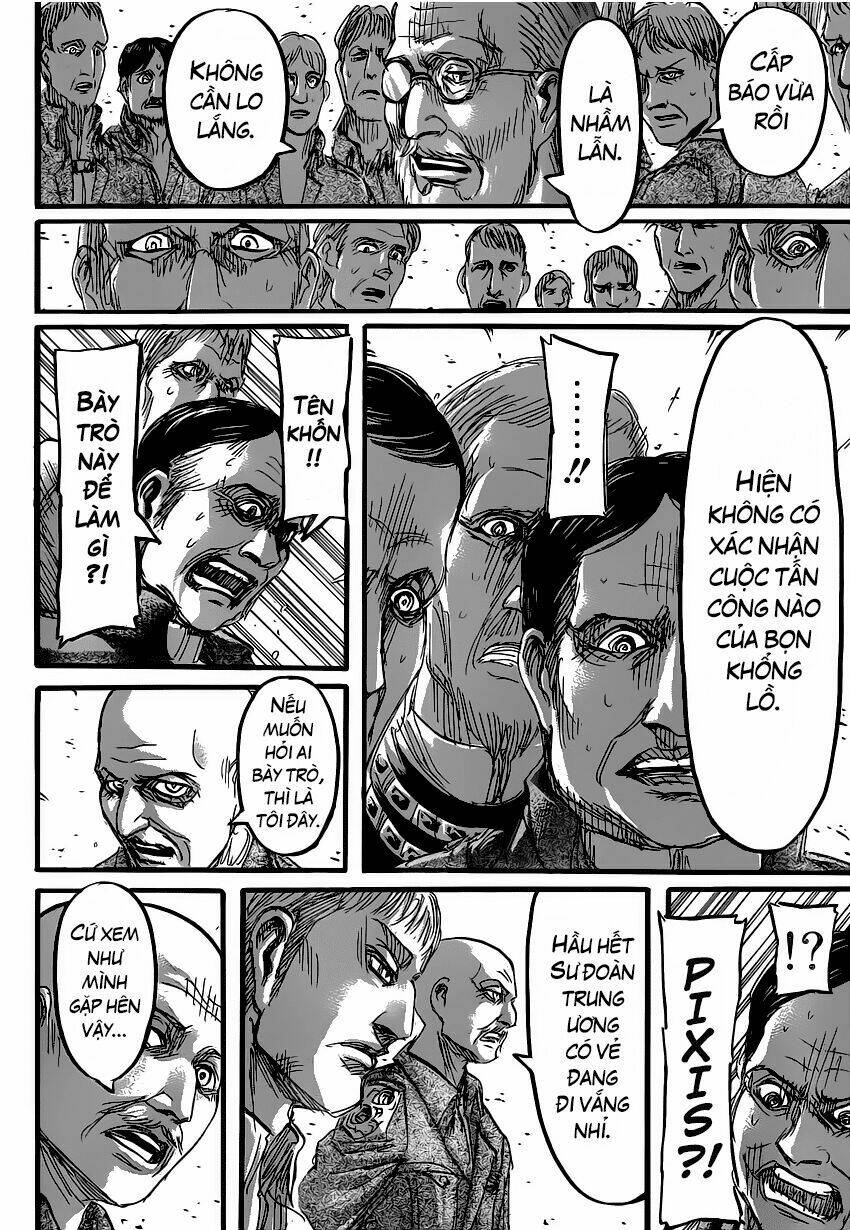 CẤP
BÁO VỪA
RỒI
LÀ
NHẦM
LẪN.
KHÔNG
CẦN LO
LẮNG.
HIỆN
KHÔNG CÓ
XÁC NHẬN
CUỘC TẤN
CÔNG NÀO
CỦA BỌN
KHỔNG
LỒ.
......!!
TÊN
KHỐN
!!
BÀY
TRÒ
NÀY
ĐỂ
LÀM
GÌ
?!
NẾU
MUỐN
HỎI AI
BÀY TRÒ,
THÌ LÀ
TÔI ĐÂY.
!?
PIXIS?!
HẦU HẾT
SƯ ĐOÀN
TRUNG
ƯƠNG
CÓ VẺ
ĐANG
ĐI VẮNG
NHỈ.
CỨ XEM
NHƯ
MÌNH
GẶP HÊN
VẬY...